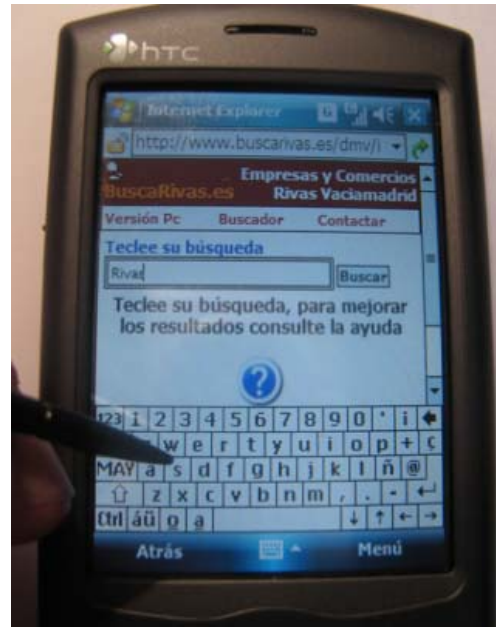 htc
Internet Explorer
http://www.buscarivas.es/dmv/i
Empresas y Comercios
BuscaRivas.es Rivas Vaciamadrid
Versión Pc Buscador Contactar
Teclee su búsqueda
Rivas Buscar
Teclee su búsqueda, para mejorar
los resultados consulte la ayuda
?
123 1 2 3 4 5 6 7 8 9 0 ' i
w e r t y u i o p + ç
MAY a s d f g h j k l ñ @
z x c v b n m , . -
Ctrl áü o a
Atrás Menú